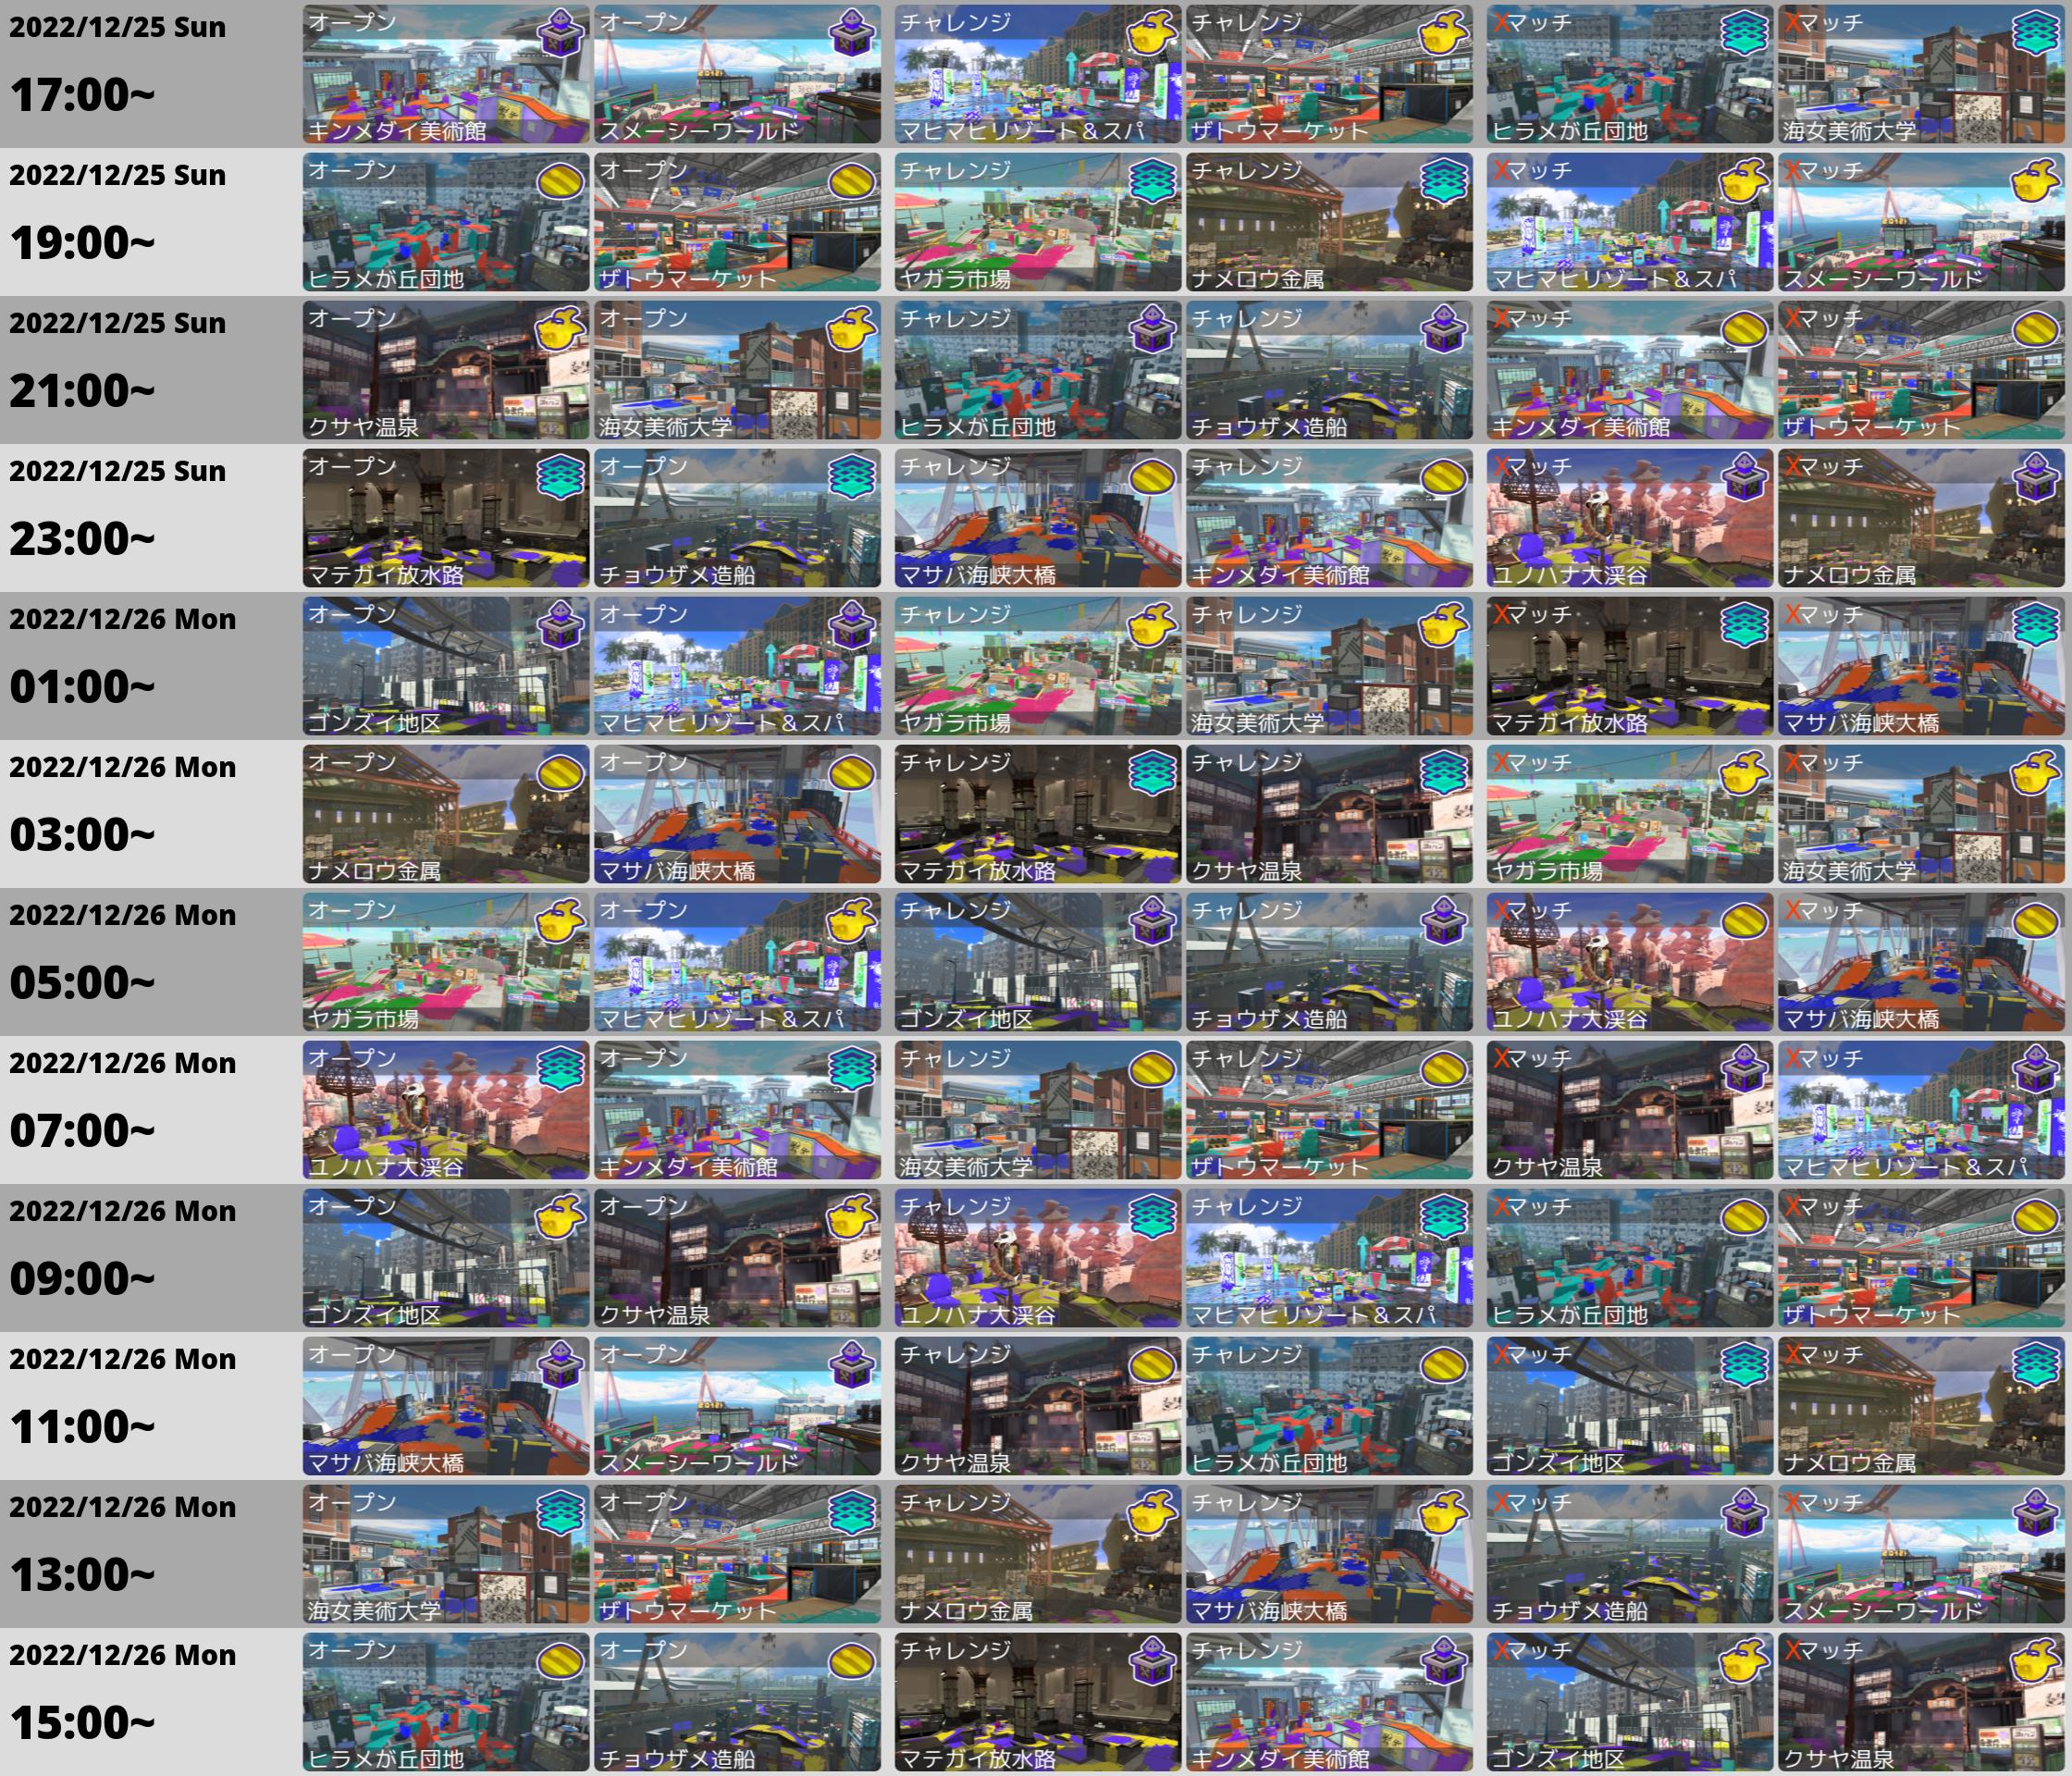 2022/12/25 Sun
17:00~
オープン
キンメダイ美術館
オープン
スメーシーワールド
チャレンジ
マヒマヒリゾート＆スパ
チャレンジ
ザトウマーケット
Xマッチ
ヒラメが丘団地
Xマッチ
海女美術大学
2022/12/25 Sun
19:00~
オープン
ヒラメが丘団地
オープン
ザトウマーケット
チャレンジ
ヤガラ市場
チャレンジ
ナメロウ金属
Xマッチ
マヒマヒリゾート＆スパ
Xマッチ
スメーシーワールド
2022/12/25 Sun
21:00~
オープン
クサヤ温泉
オープン
海女美術大学
チャレンジ
ヒラメが丘団地
チャレンジ
チョウザメ造船
Xマッチ
キンメダイ美術館
Xマッチ
ザトウマーケット
2022/12/25 Sun
23:00~
オープン
マテガイ放水路
オープン
チョウザメ造船
チャレンジ
マサバ海峡大橋
チャレンジ
キンメダイ美術館
Xマッチ
ユノハナ大渓谷
Xマッチ
ナメロウ金属
2022/12/26 Mon
01:00~
オープン
ゴンズイ地区
オープン
マヒマヒリゾート＆スパ
チャレンジ
ヤガラ市場
チャレンジ
海女美術大学
Xマッチ
マテガイ放水路
Xマッチ
マサバ海峡大橋
2022/12/26 Mon
03:00~
オープン
ナメロウ金属
オープン
マサバ海峡大橋
チャレンジ
マテガイ放水路
チャレンジ
クサヤ温泉
Xマッチ
ヤガラ市場
Xマッチ
海女美術大学
2022/12/26 Mon
05:00~
オープン
ヤガラ市場
オープン
マヒマヒリゾート＆スパ
チャレンジ
ゴンズイ地区
チャレンジ
チョウザメ造船
Xマッチ
ユノハナ大渓谷
Xマッチ
マサバ海峡大橋
2022/12/26 Mon
07:00~
オープン
ユノハナ大渓谷
オープン
キンメダイ美術館
チャレンジ
海女美術大学
チャレンジ
ザトウマーケット
Xマッチ
クサヤ温泉
Xマッチ
マヒマヒリゾート＆スパ
2022/12/26 Mon
09:00~
オープン
ゴンズイ地区
オープン
クサヤ温泉
チャレンジ
ユノハナ大渓谷
チャレンジ
マヒマヒリゾート＆スパ
Xマッチ
ヒラメが丘団地
Xマッチ
ザトウマーケット
2022/12/26 Mon
11:00~
オープン
マサバ海峡大橋
オープン
スメーシーワールド
チャレンジ
クサヤ温泉
チャレンジ
ヒラメが丘団地
Xマッチ
ゴンズイ地区
Xマッチ
ナメロウ金属
2022/12/26 Mon
13:00~
オープン
海女美術大学
オープン
ザトウマーケット
チャレンジ
ナメロウ金属
チャレンジ
マサバ海峡大橋
Xマッチ
チョウザメ造船
Xマッチ
スメーシーワールド
2022/12/26 Mon
15:00~
オープン
ヒラメが丘団地
オープン
チョウザメ造船
チャレンジ
マテガイ放水路
チャレンジ
キンメダイ美術館
Xマッチ
ゴンズイ地区
Xマッチ
クサヤ温泉